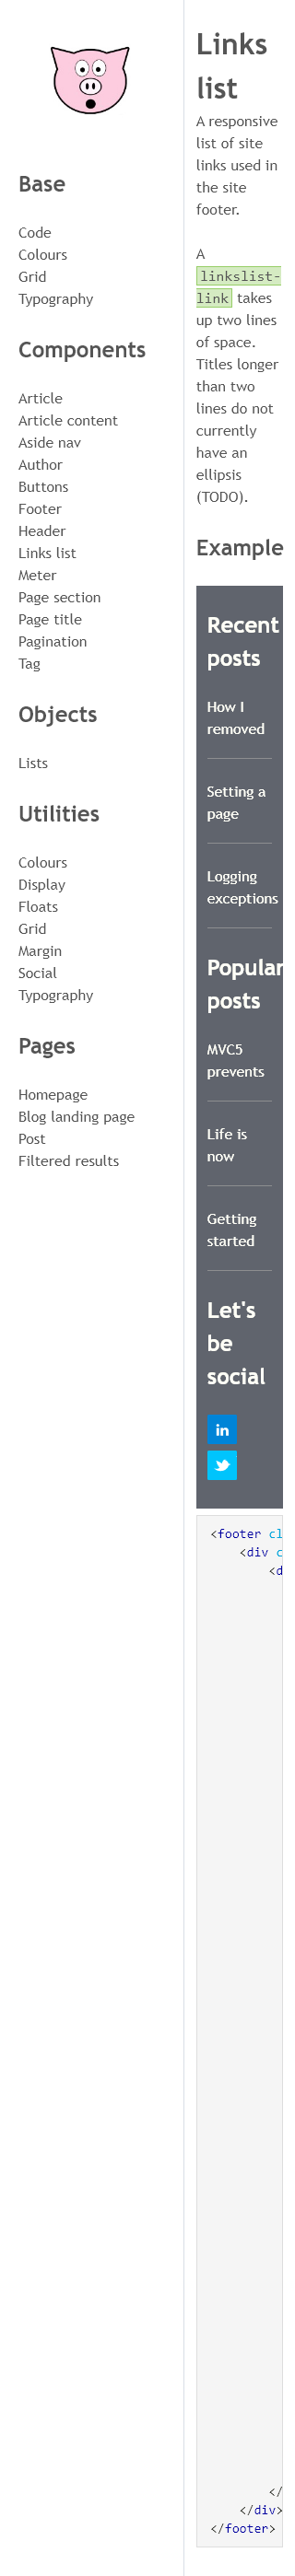 Base
Code
Colours
Grid
Typography
Components
Article
Article content
Aside nav
Author
Buttons
Footer
Header
Links list
Meter
Page section
Page title
Pagination
Tag
Objects
Lists
Utilities
Colours
Display
Floats
Grid
Margin
Social
Typography
Pages
Homepage
Blog landing page
Post
Filtered results
Links
list
A responsive
list of site
links used in
the site
footer.
A
linkslist-
link takes
up two lines
of space.
Titles longer
than two
lines do not
currently
have an
ellipsis
(TODO).
Example
Recent
posts
How I
removed
Setting a
page
Logging
exceptions
Popular
posts
MVC5
prevents
Life is
now
Getting
started
Let's
be
social
in
<footer cl
<div c
<d
</
</div>
</footer>